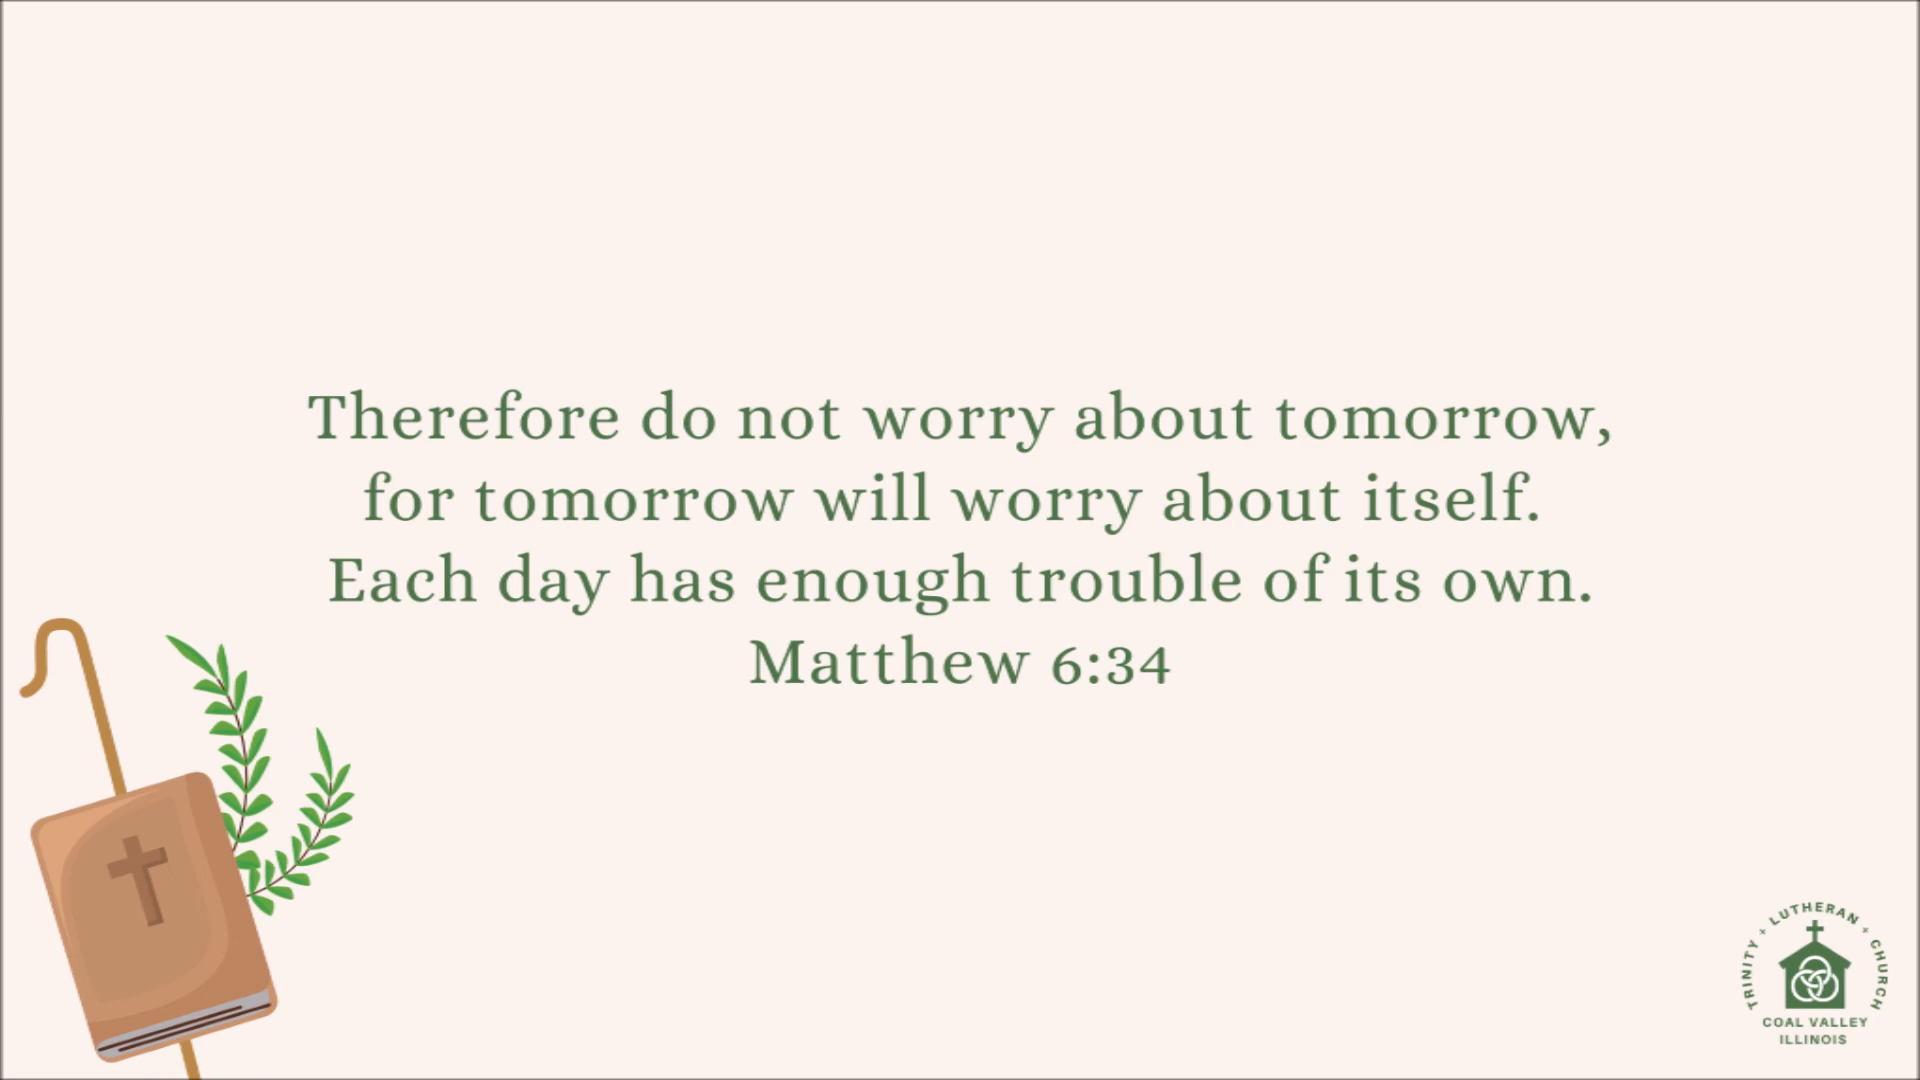 Therefore do not worry about tomorrow,
for tomorrow will worry about itself.
Each day has enough trouble of its own.
Matthew 6:34
TRINITY + LUTHERAN + CHURCH
COAL VALLEY
ILLINOIS